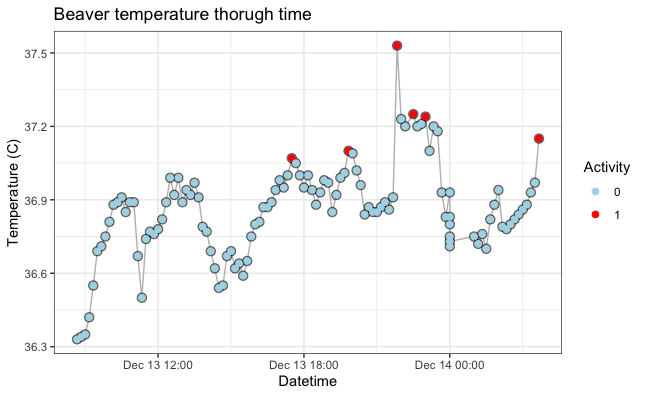 Beaver temperature thorugh time
37.5
37.2
36.9
36.6
36.3
Temperature (C)
Dec 13 12:00
Dec 13 18:00
Dec 14 00:00
Datetime
Activity
0
1